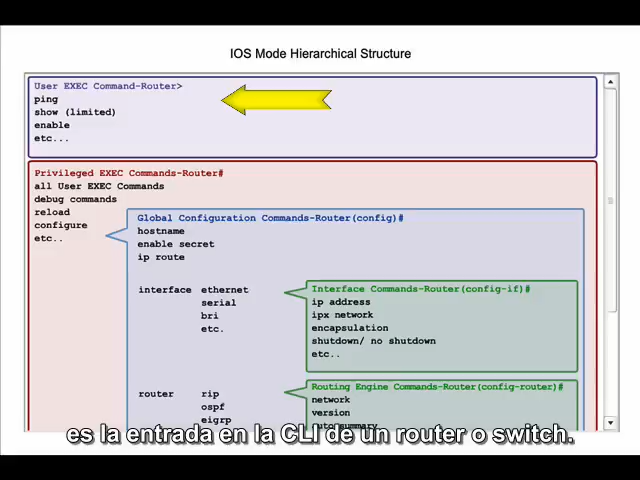 IOS Mode Hierarchical Structure
User EXEC Command-Router>
ping
show (limited)
enable
etc...
Privileged EXEC Commands-Router#
all User EXEC Commands
debug commands
reload
configure
etc..
Global Configuration Commands-Router(config)#
hostname
enable secret
ip route
interface ethernet
serial
bri
etc.
Interface Commands-Router(config-if)#
ip address
ipx network
encapsulation
shutdown/ no shutdown
etc..
router rip
ospf
eigrp
Routing Engine Commands-Router(config-router)#
network
version
auto summary
es la entrada en la CLI de un router o switch.